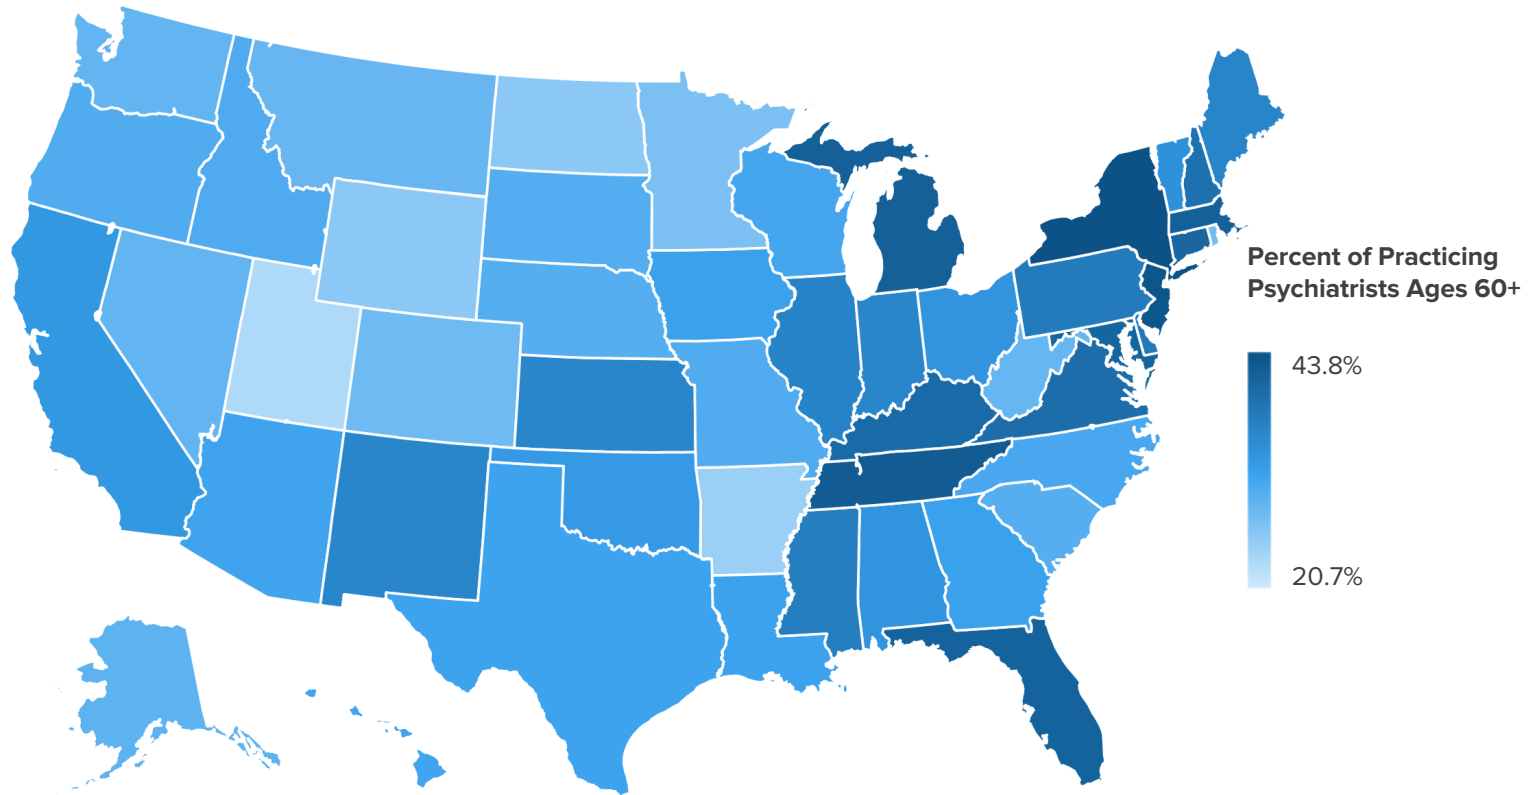 Percent of Practicing
Psychiatrists Ages 60+
43.8%
20.7%